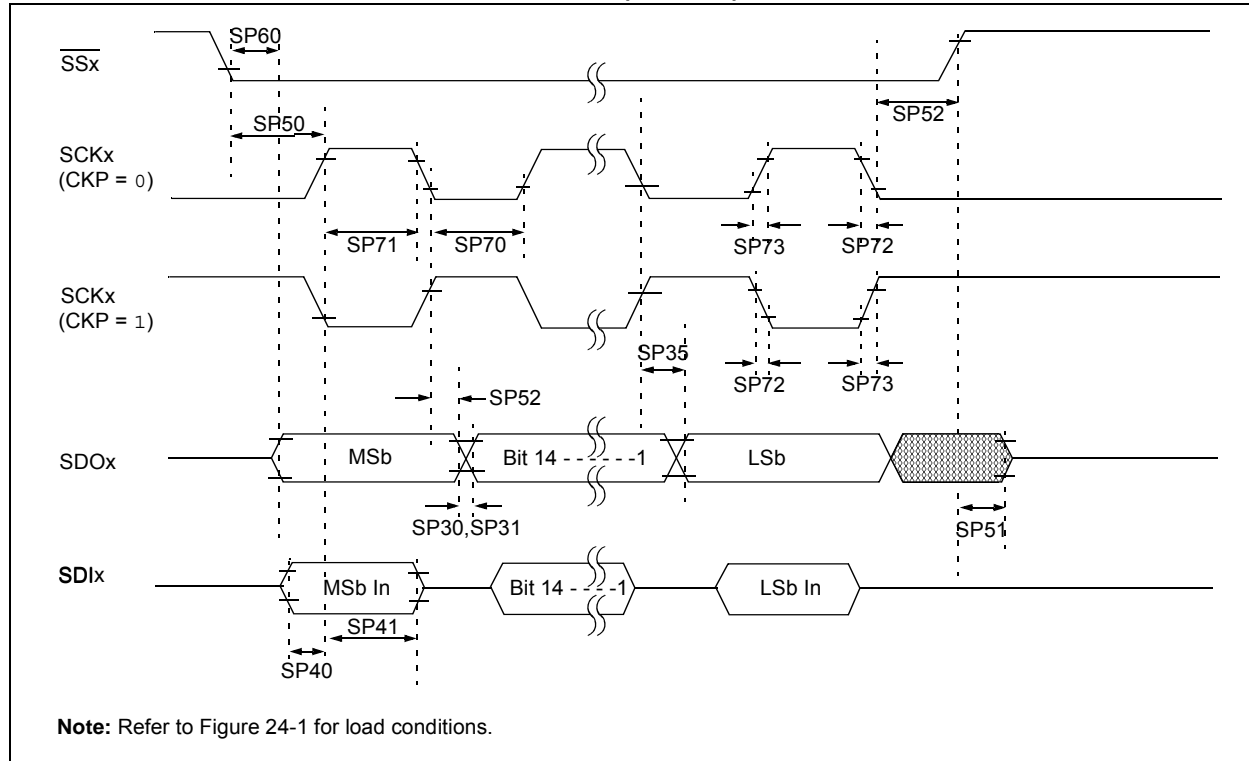 SP60
SSx
SP50
SP52
SCKx
(CKP = 0)
SP71
SP70
SP73
SP72
SCKx
(CKP = 1)
SP35
SP72
SP73
SP52
SDOx
MSb
Bit 14 - - - - - -1
LSb
SP30,SP31
SP51
SDIx
MSb In
Bit 14 - - - -1
LSb In
SP41
SP40
Note: Refer to Figure 24-1 for load conditions.